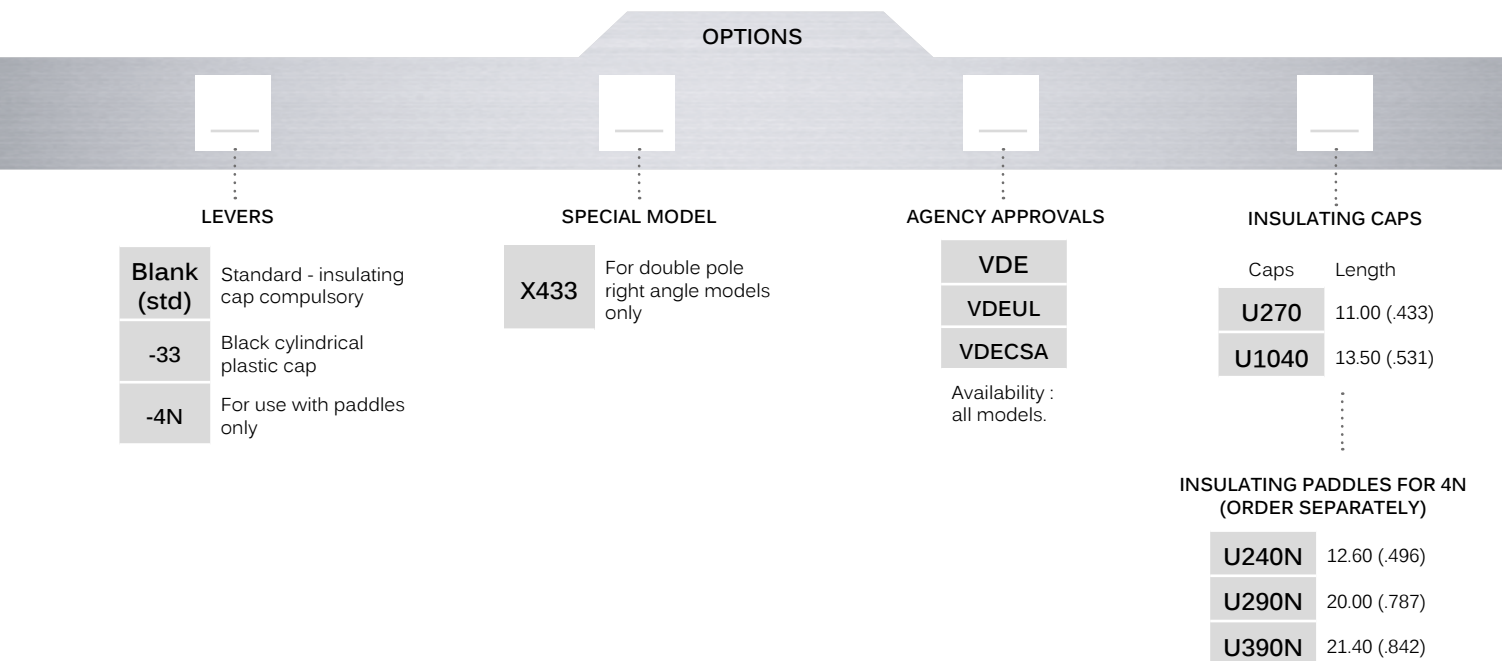 OPTIONS
LEVERS
Blank
(std)
Standard - insulating
cap compulsory
-33
Black cylindrical
plastic cap
-4N
For use with paddles
only
SPECIAL MODEL
X433
For double pole
right angle models
only
AGENCY APPROVALS
VDE
VDEUL
VDECSA
Availability :
all models.
INSULATING CAPS
Caps Length
U270 11.00 (.433)
U1040 13.50 (.531)
INSULATING PADDLES FOR 4N
(ORDER SEPARATELY)
U240N 12.60 (.496)
U290N 20.00 (.787)
U390N 21.40 (.842)